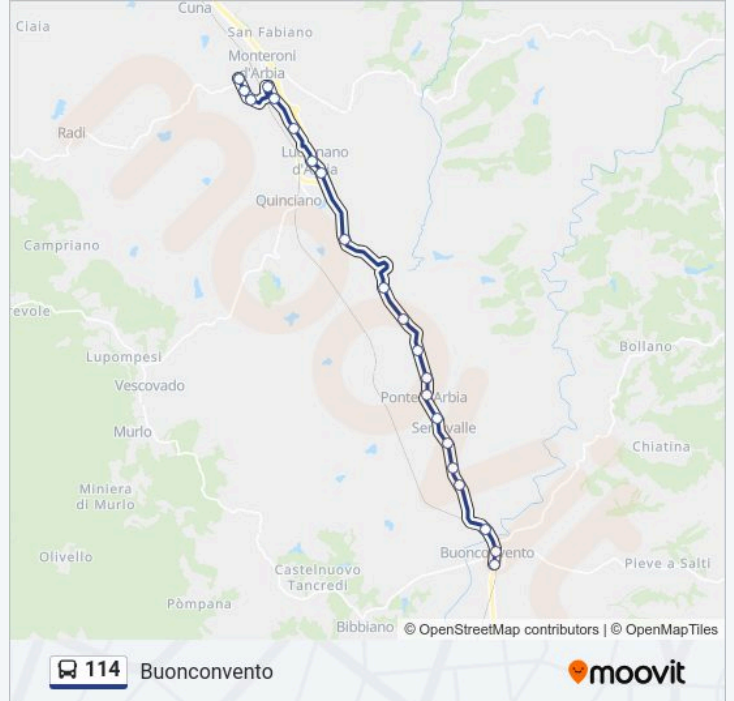 Cuna
Ciaia
San Fabiano
Monteroni
d'Arbia
Radi
Lucignano
d'Arbia
Quinciano
Campriano
evole
Lupompesi
Bollano
Vescovado
Ponte d'Arbia
Serravalle
Murlo
Chiatina
Miniera
di Murlo
Buonconvento
Olivello
Pieve a Salti
Castelnuovo
Tancredi
Pòmpana
Bibbiano
© OpenStreetMap contributors | © OpenMapTiles
114 Buonconvento
moovit